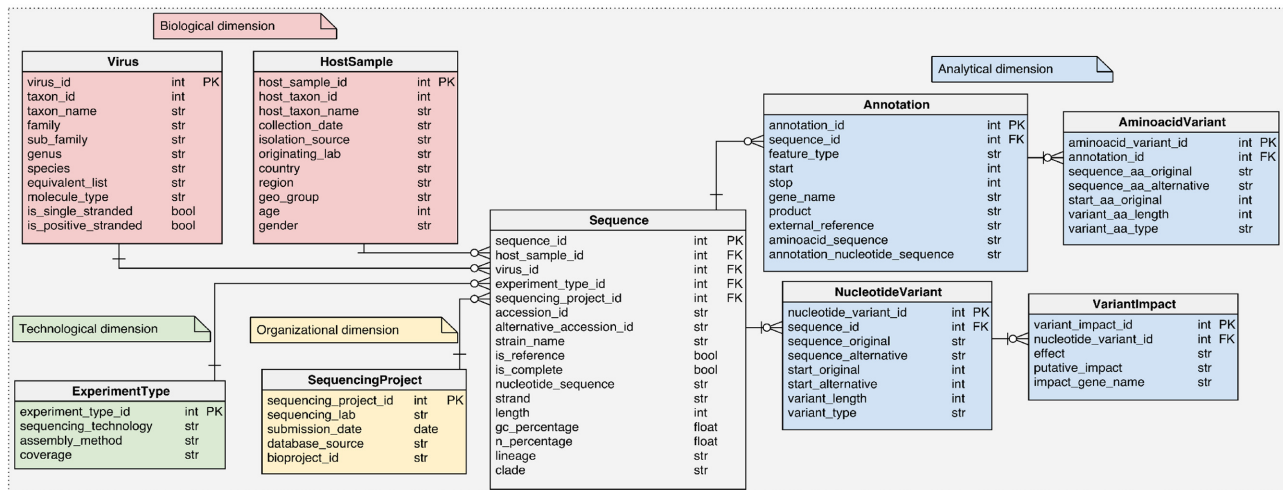 Biological dimension
Virus
virus_id int PK
taxon_id int
taxon_name str
family str
sub_family str
genus str
species str
equivalent_list str
molecule_type str
is_single_stranded bool
is_positive_stranded bool
HostSample
host_sample_id int PK
host_taxon_id int
host_taxon_name str
collection_date str
isolation_source str
originating_lab str
country str
region str
geo_group str
age int
gender str
Technological dimension
ExperimentType
experiment_type_id int PK
sequencing_technology str
assembly_method str
coverage str
Organizational dimension
SequencingProject
sequencing_project_id int PK
sequencing_lab str
submission_date date
database_source str
bioproject_id str
Sequence
sequence_id int PK
host_sample_id int FK
virus_id int FK
experiment_type_id int FK
sequencing_project_id int FK
accession_id str
alternative_accession_id str
strain_name str
is_reference bool
is_complete bool
nucleotide_sequence str
strand str
length int
gc_percentage float
n_percentage float
lineage str
clade str
Analytical dimension
Annotation
annotation_id int PK
sequence_id int FK
feature_type str
start int
stop int
gene_name str
product str
external_reference str
aminoacid_sequence str
annotation_nucleotide_sequence str
AminoacidVariant
aminoacid_variant_id int PK
annotation_id int FK
sequence_aa_original str
sequence_aa_alternative str
start_aa_original int
variant_aa_length int
variant_aa_type str
NucleotideVariant
nucleotide_variant_id int PK
sequence_id int FK
sequence_original str
sequence_alternative str
start_original int
start_alternative int
variant_length int
variant_type str
VariantImpact
variant_impact_id int PK
nucleotide_variant_id int FK
effect str
putative_impact str
impact_gene_name str